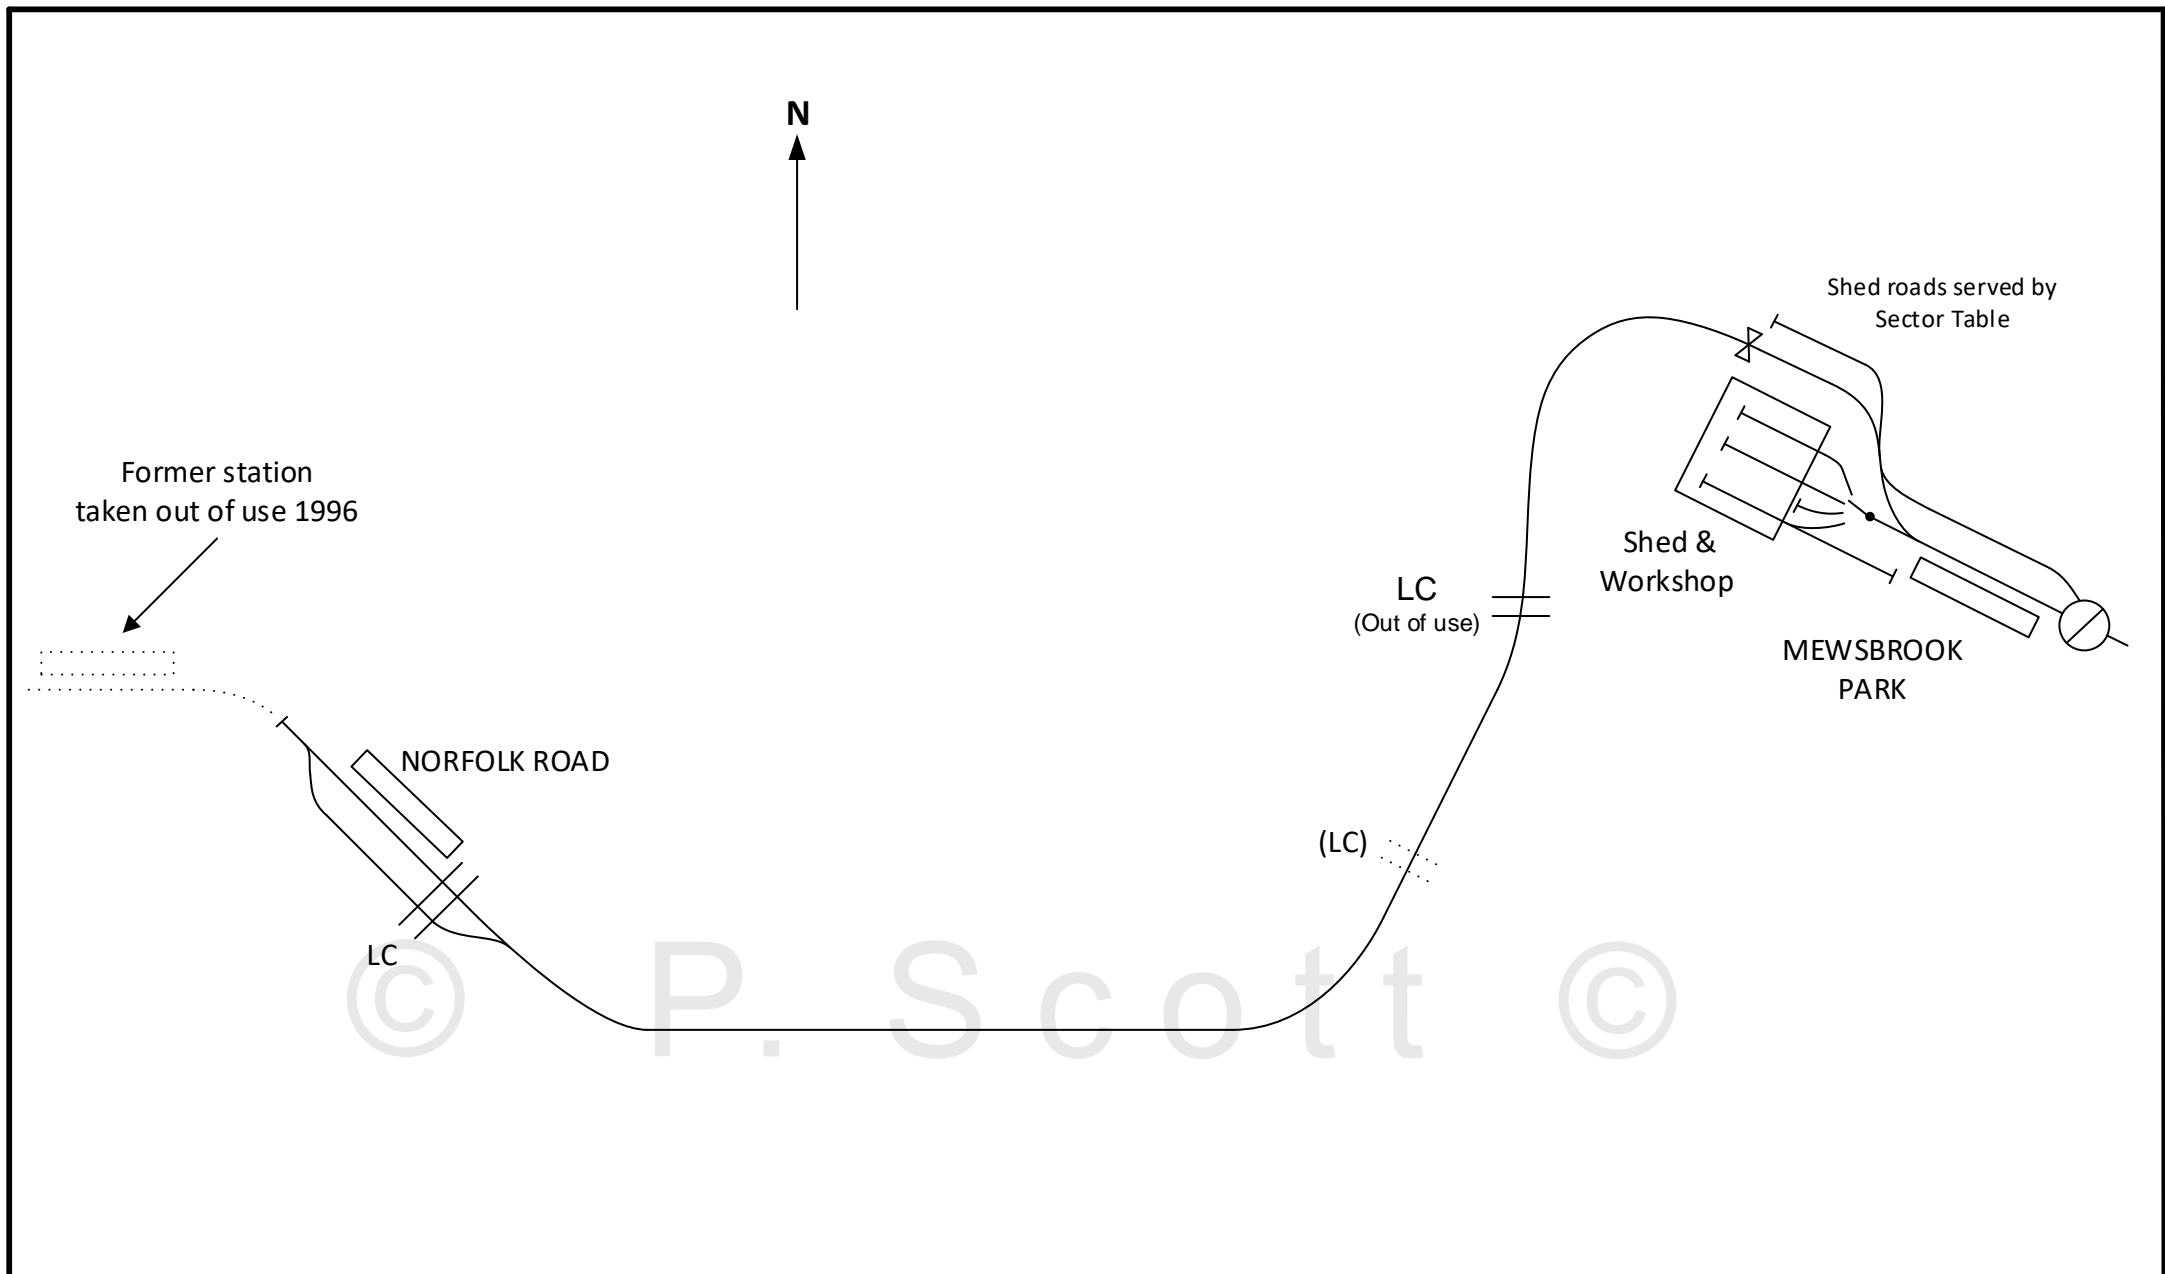 N
Shed roads served by
Sector Table
Former station
taken out of use 1996
Shed &
Workshop
LC
(Out of use)
MEWSBROOK
PARK
NORFOLK ROAD
(LC)
LC
© P. Scott ©